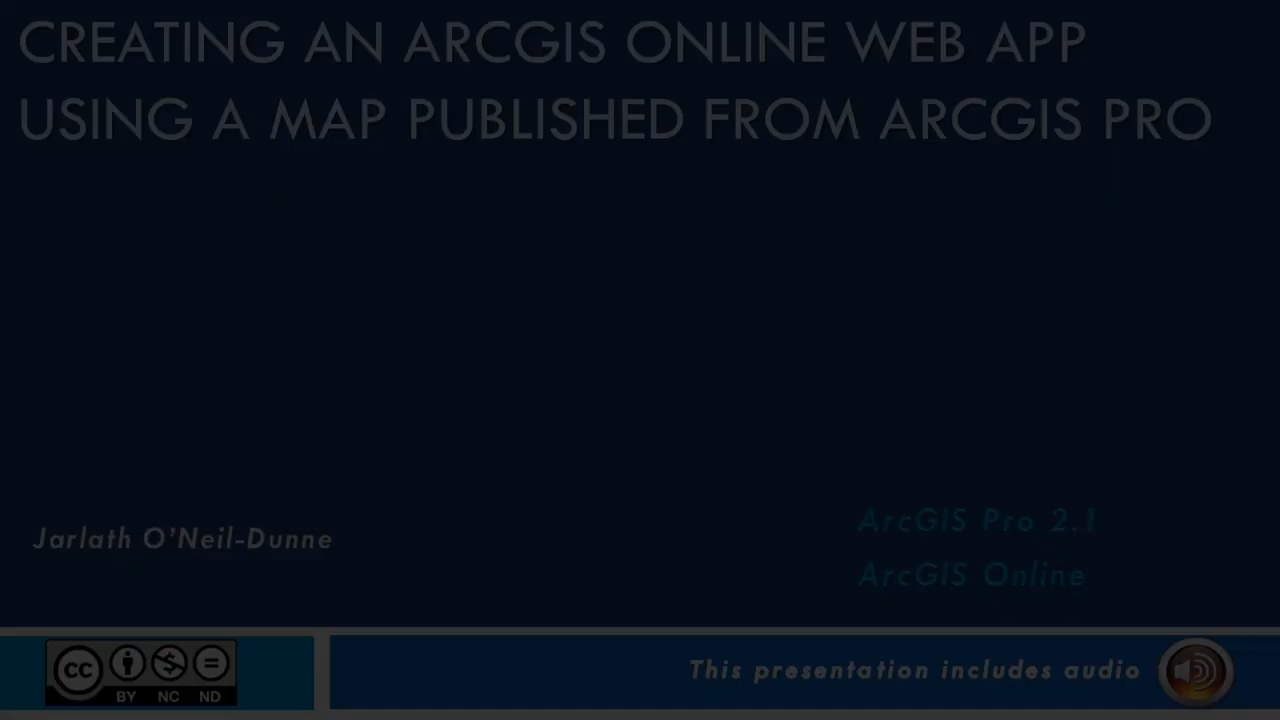 CREATING AN ARCGIS ONLINE WEB APP
USING A MAP PUBLISHED FROM ARCGIS PRO
Jarlath O'Neil-Dunne
ArcGIS Pro 2.1
ArcGIS Online
CC BY NC ND
This presentation includes audio